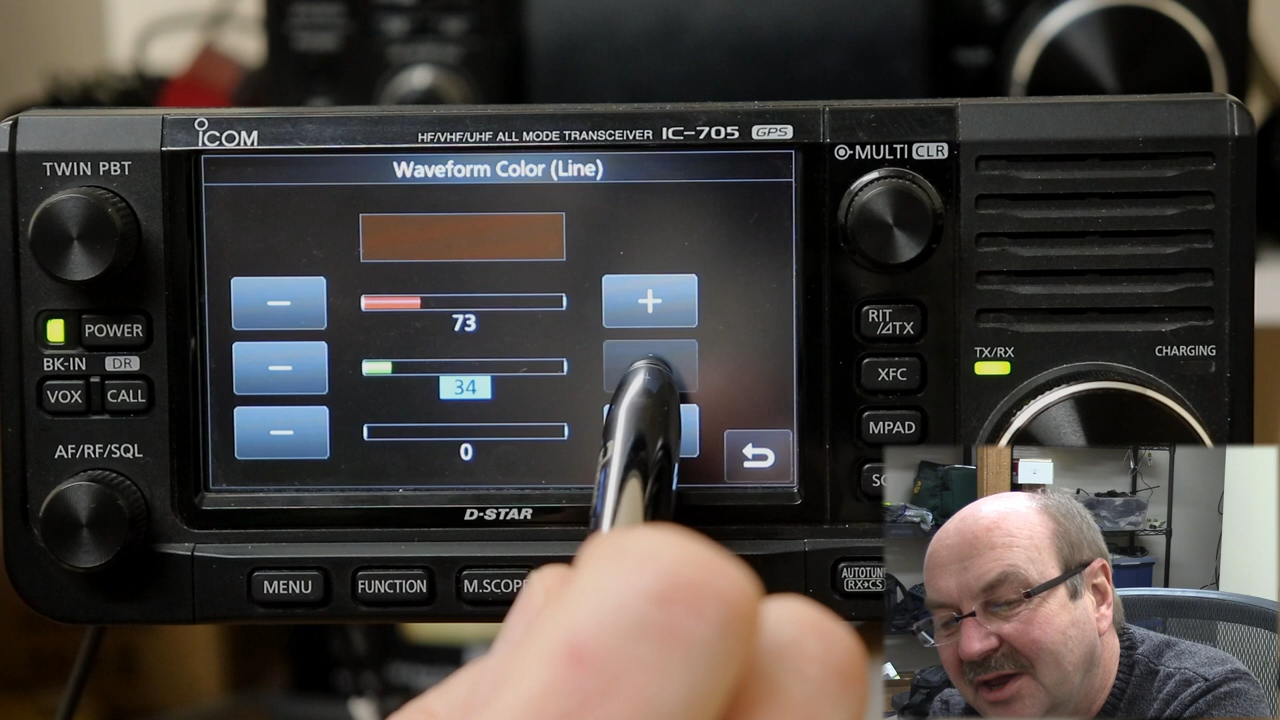 ICOM
HF/VHF/UHF ALL MODE TRANSCEIVER IC-705 GPS
TWIN PBT
Waveform Color (Line)
MULTI CLR
−
+
73
−
34
−
0
POWER
BK-IN DR
VOX CALL
AF/RF/SQL
RIT
/⊿TX
XFC
MPAD
TX/RX
CHARGING
D-STAR
MENU
FUNCTION
M.SCOPE
AUTOTUNE
RX→CS